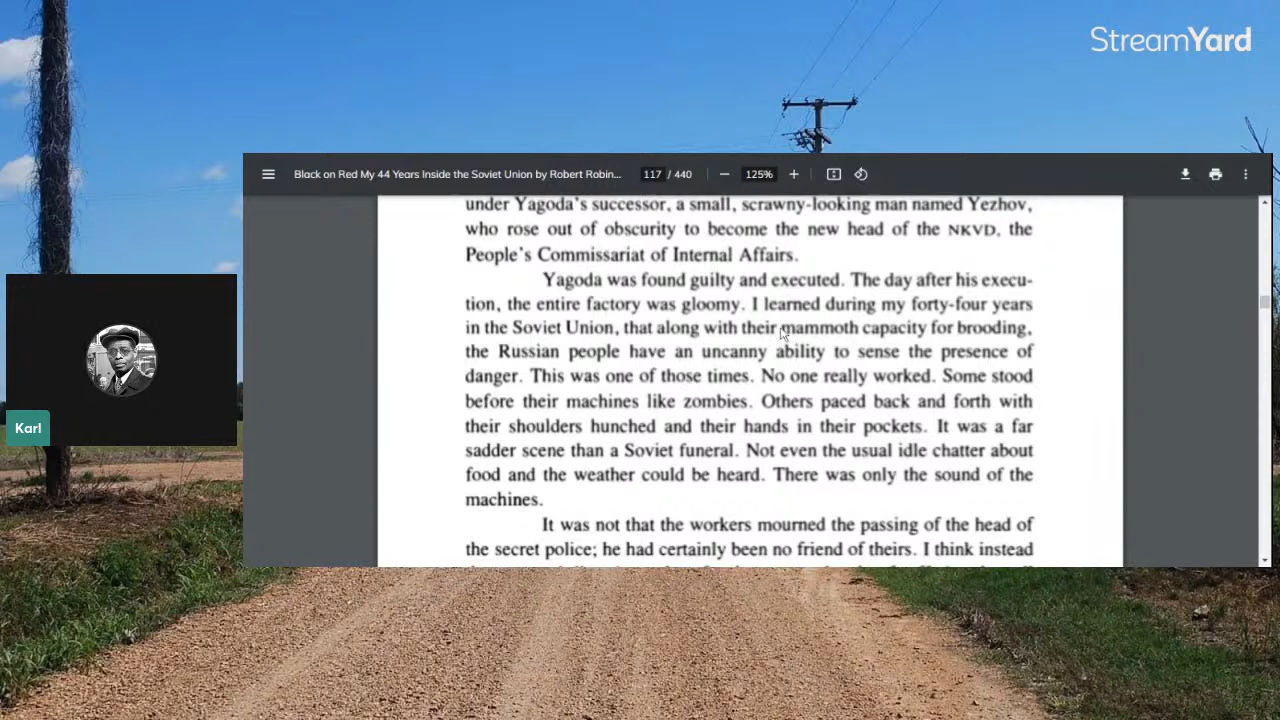 StreamYard
Black on Red My 44 Years Inside the Soviet Union by Robert Robin...
117 / 440
125%
under Yagoda's successor, a small, scrawny-looking man named Yezhov,
who rose out of obscurity to become the new head of the NKVD, the
People's Commissariat of Internal Affairs.
Yagoda was found guilty and executed. The day after his execu-
tion, the entire factory was gloomy. I learned during my forty-four years
in the Soviet Union, that along with their mammoth capacity for brooding,
the Russian people have an uncanny ability to sense the presence of
danger. This was one of those times. No one really worked. Some stood
before their machines like zombies. Others paced back and forth with
their shoulders hunched and their hands in their pockets. It was a far
sadder scene than a Soviet funeral. Not even the usual idle chatter about
food and the weather could be heard. There was only the sound of the
machines.
It was not that the workers mourned the passing of the head of
the secret police; he had certainly been no friend of theirs. I think instead
Karl